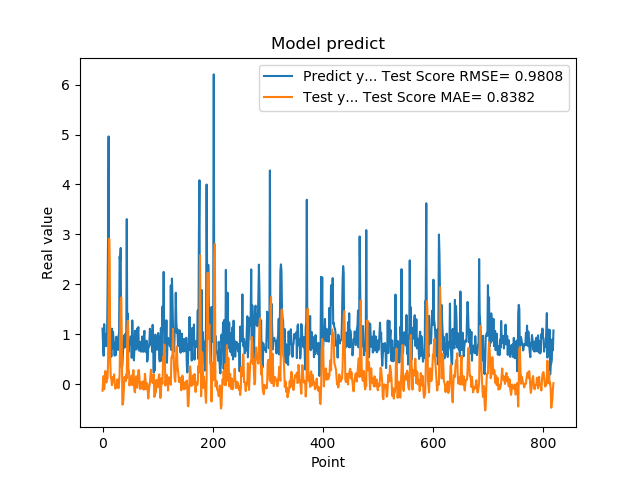 Model predict
Predict y... Test Score RMSE= 0.9808
Test y... Test Score MAE= 0.8382
Real value
6
5
4
3
2
1
0
0 200 400 600 800
Point